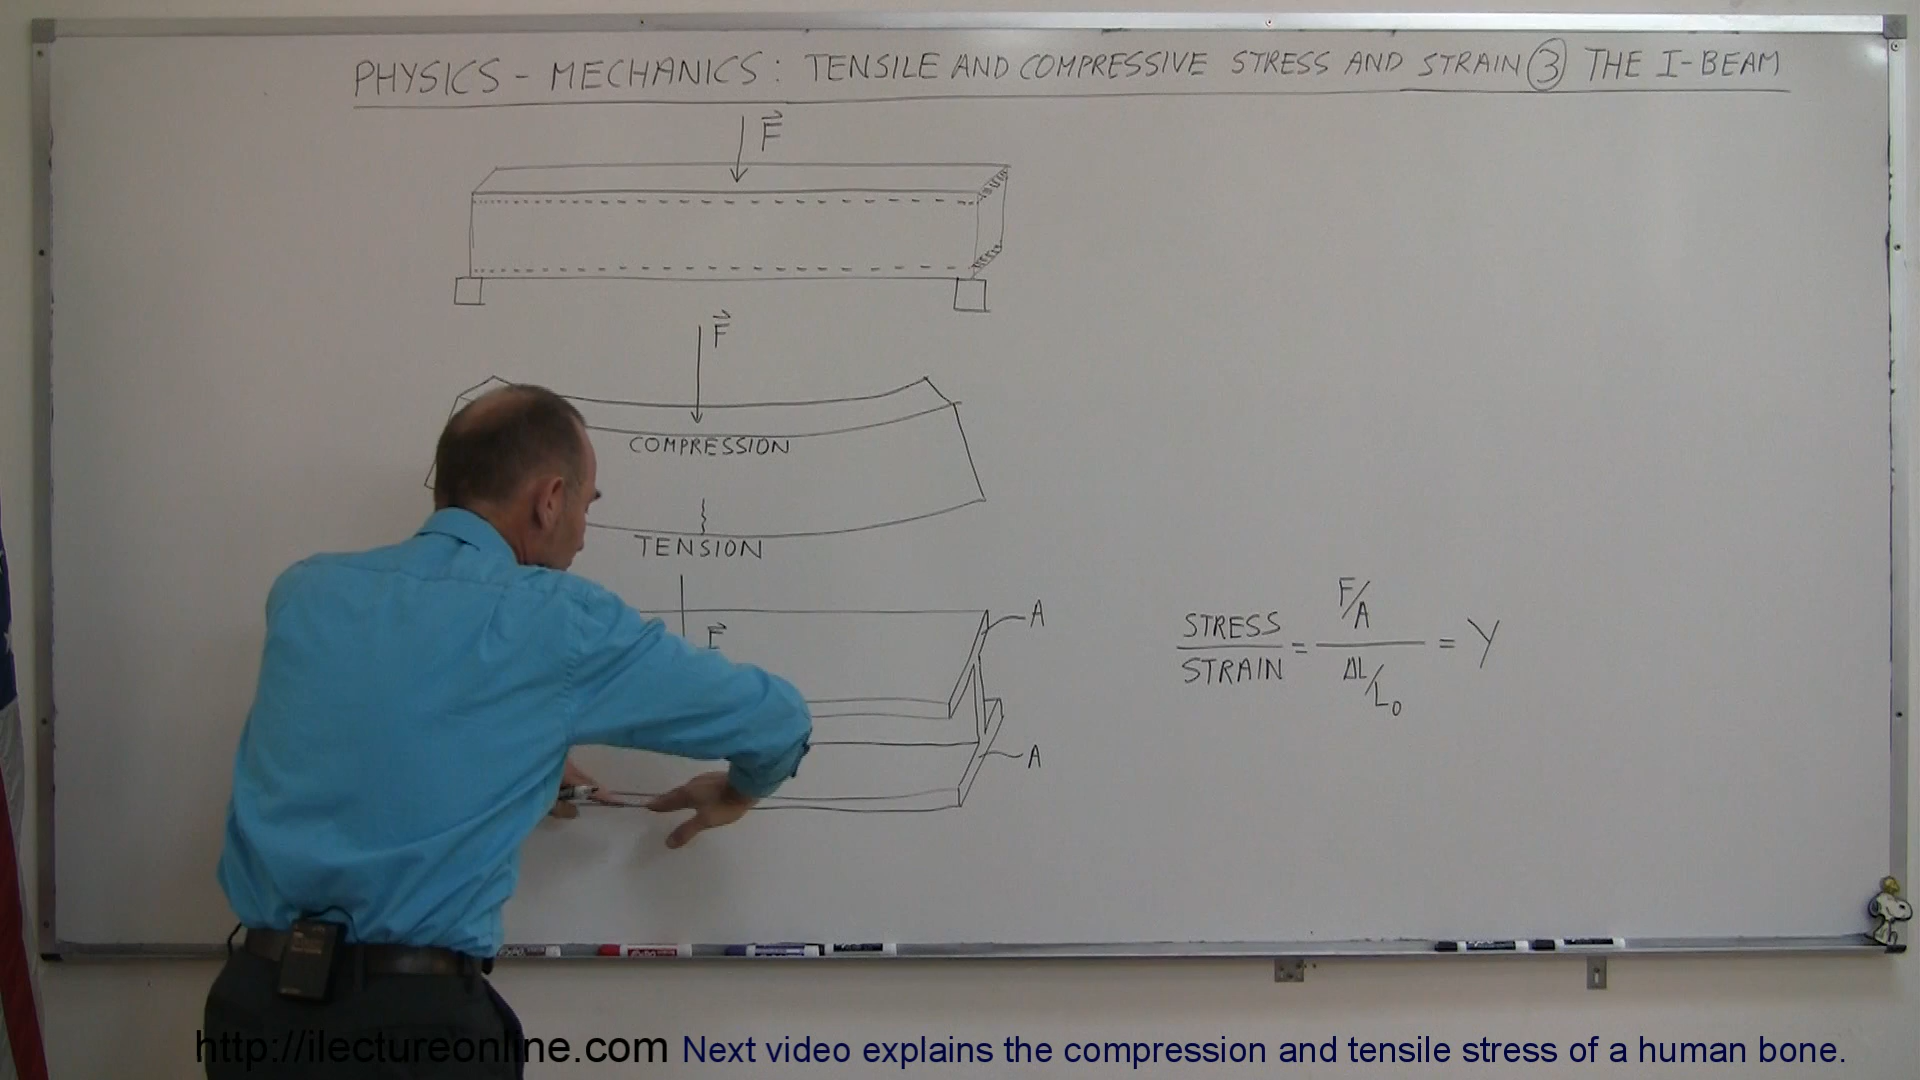 PHYSICS - MECHANICS: TENSILE AND COMPRESSIVE STRESS AND STRAIN ③ THE I-BEAM
F
F
COMPRESSION
TENSION
F
A
A
STRESS/STRAIN = F/A / ΔL/L₀ = Y
http://ilectureonline.com Next video explains the compression and tensile stress of a human bone.